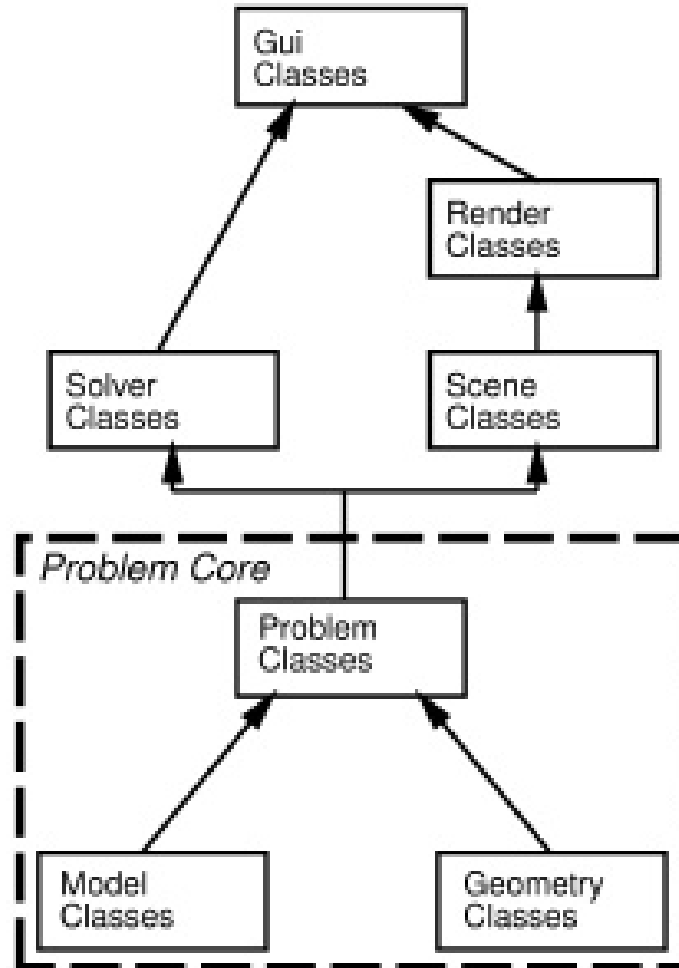 Gui
Classes
Render
Classes
Solver
Classes
Scene
Classes
Problem Core
Problem
Classes
Model
Classes
Geometry
Classes